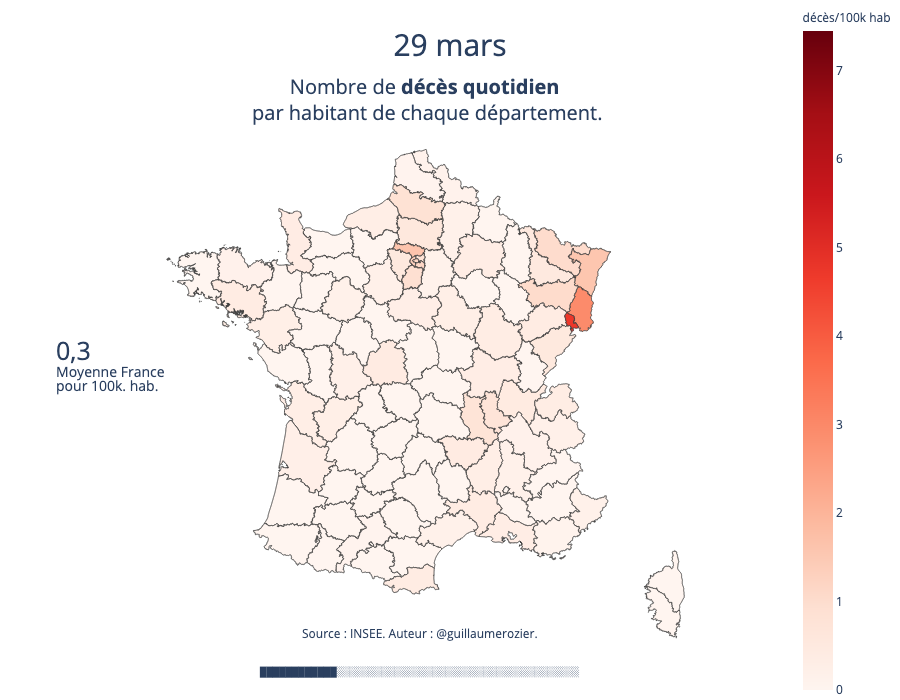 décès/100k hab
29 mars
Nombre de décès quotidien
par habitant de chaque département.
7
6
5
4
3
2
1
0
0,3
Moyenne France
pour 100k. hab.
Source : INSEE. Auteur : @guillaumerozier.